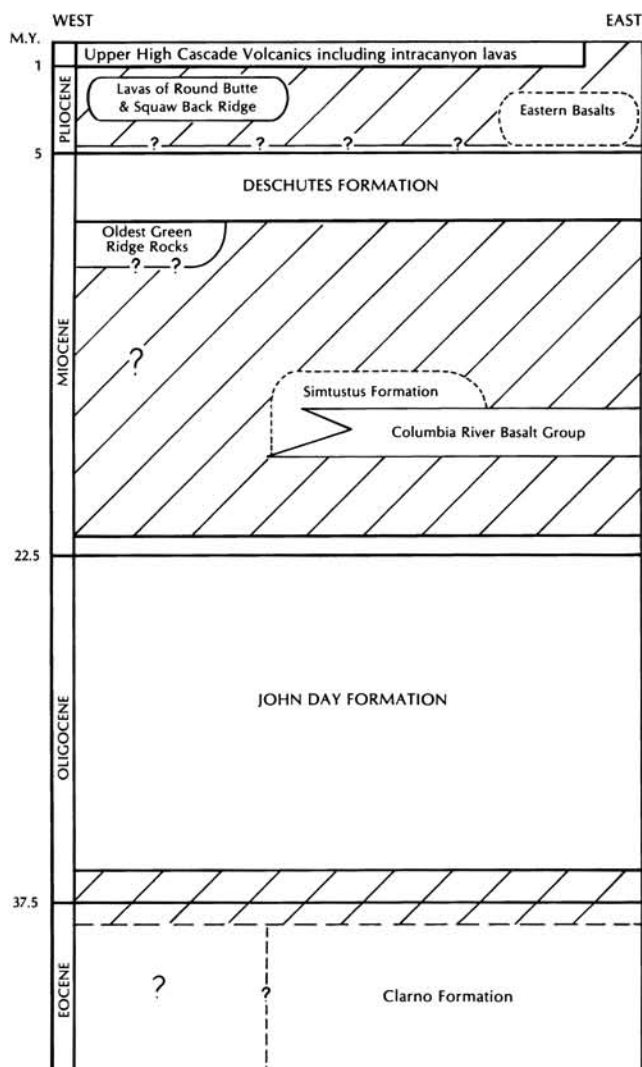 WEST
EAST
M.Y.
Upper High Cascade Volcanics including intracanyon lavas
1
Lavas of Round Butte
& Squaw Back Ridge
Eastern Basalts
PLIOCENE
? ? ? ?
5
DESCHUTES FORMATION
Oldest Green
Ridge Rocks
? ?
MIOCENE
?
Simtustus Formation
Columbia River Basalt Group
22.5
JOHN DAY FORMATION
OLIGOCENE
37.5
EOCENE
?
?
Clarno Formation